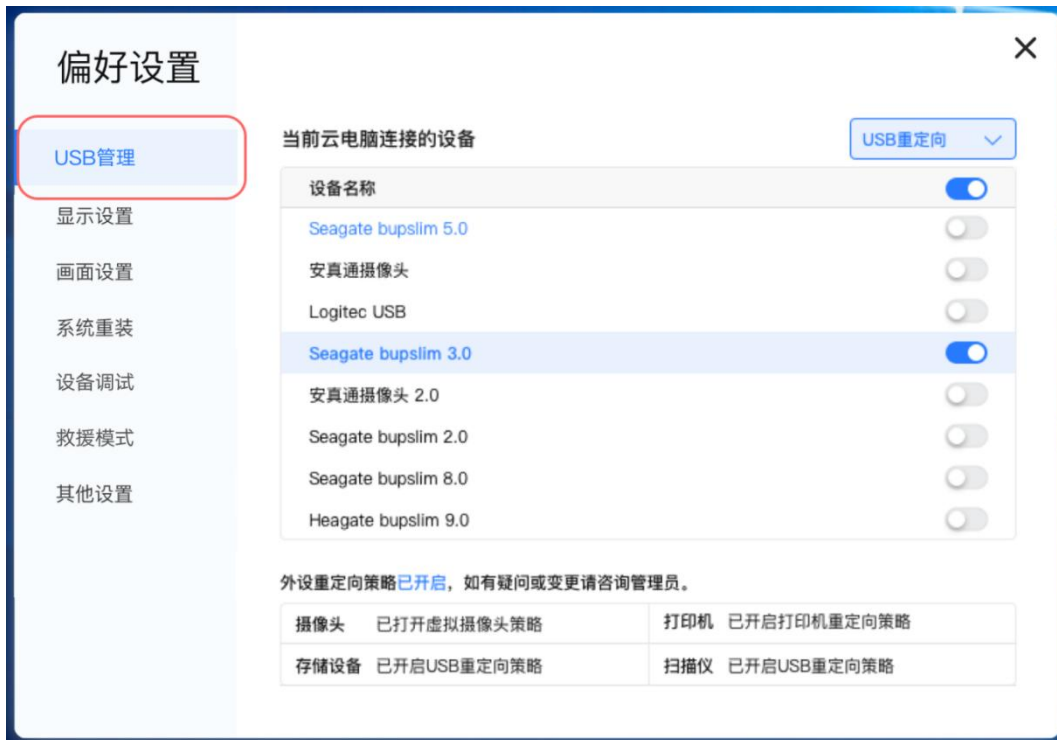 偏好设置
USB管理
显示设置
画面设置
系统重装
设备调试
救援模式
其他设置
当前云电脑连接的设备
USB重定向
设备名称
Seagate bupslim 5.0
安真通摄像头
Logitec USB
Seagate bupslim 3.0
安真通摄像头 2.0
Seagate bupslim 2.0
Seagate bupslim 8.0
Heagate bupslim 9.0
外设重定向策略已开启，如有疑问或变更请咨询管理员。
摄像头 已打开虚拟摄像头策略
打印机 已开启打印机重定向策略
存储设备 已开启USB重定向策略
扫描仪 已开启USB重定向策略